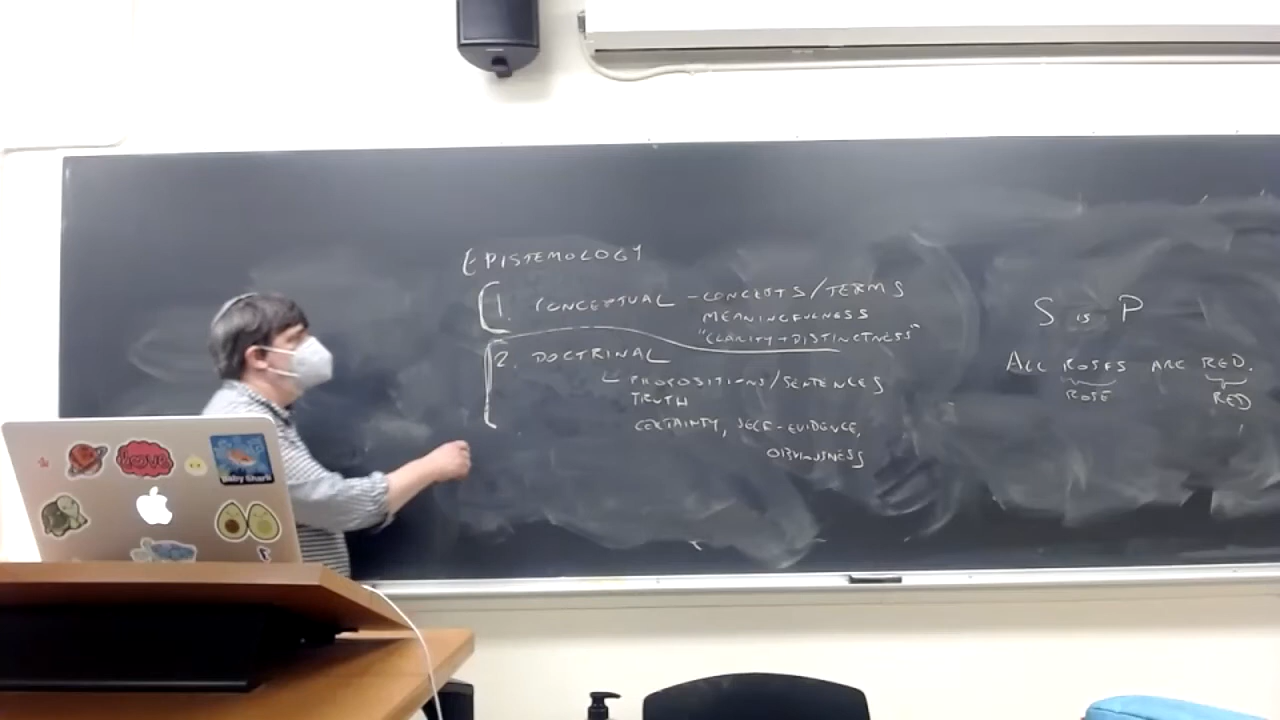 EPISTEMOLOGY
1. CONCEPTUAL - CONCEPTS/TERMS
MEANINGFULNESS
"CLARITY + DISTINCTNESS"
2. DOCTRINAL
PROPOSITIONS/SENTENCES
TRUTH
CERTAINTY, SELF-EVIDENCE,
OBVIOUSNESS
S is P
ALL ROSES ARE RED.
ROSE RED
Baby Shark